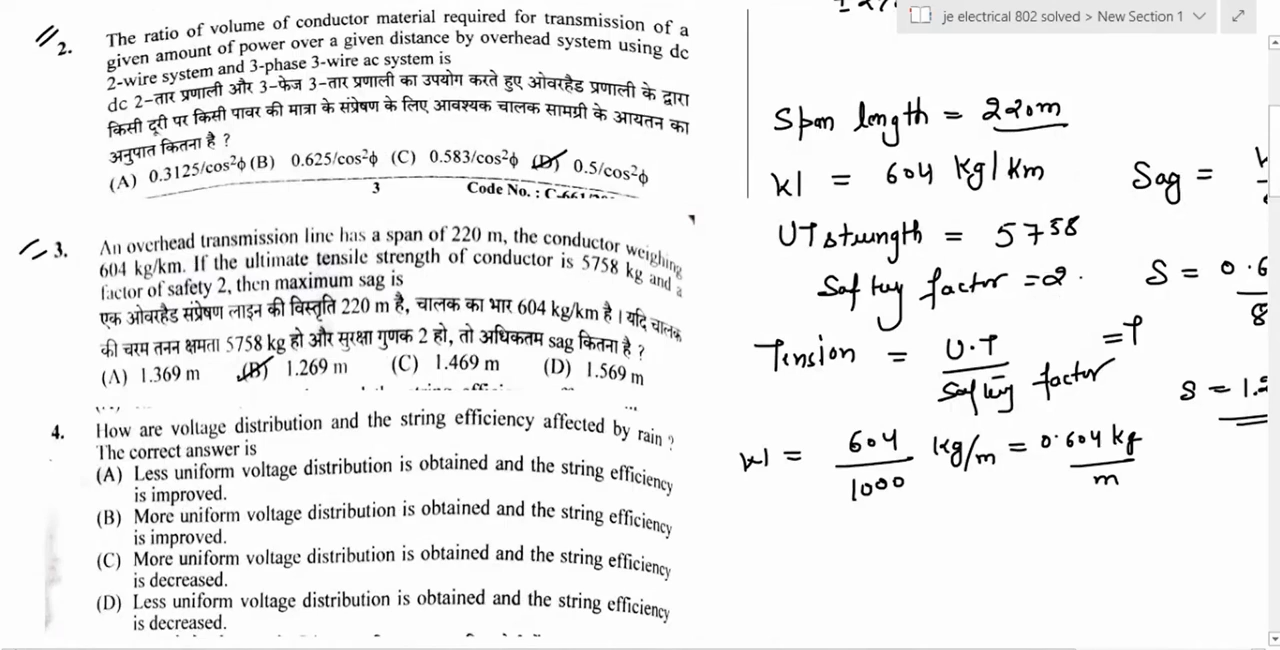 je electrical 802 solved > New Section 1
2. The ratio of volume of conductor material required for transmission of a
given amount of power over a given distance by overhead system using dc
2-wire system and 3-phase 3-wire ac system is
dc 2-तार प्रणाली और 3-फेज 3-तार प्रणाली का उपयोग करते हुए ओवरहैड प्रणाली के द्वारा
किसी दूरी पर किसी पावर की मात्रा के संप्रेषण के लिए आवश्यक चालक सामग्री के आयतन का
अनुपात कितना है ?
(A) 0.3125/cos²ϕ (B) 0.625/cos²ϕ (C) 0.583/cos²ϕ (D) 0.5/cos²ϕ
3 Code No. :
3. An overhead transmission line has a span of 220 m, the conductor weighing
604 kg/km. If the ultimate tensile strength of conductor is 5758 kg and a
factor of safety 2, then maximum sag is
एक ओवरहैड संप्रेषण लाइन की विस्तृति 220 m है, चालक का भार 604 kg/km है । यदि चालक
की चरम तनन क्षमता 5758 kg हो और सुरक्षा गुणक 2 हो, तो अधिकतम sag कितना है ?
(A) 1.369 m (B) 1.269 m (C) 1.469 m (D) 1.569 m
4. How are voltage distribution and the string efficiency affected by rain ?
The correct answer is
(A) Less uniform voltage distribution is obtained and the string efficiency
is improved.
(B) More uniform voltage distribution is obtained and the string efficiency
is improved.
(C) More uniform voltage distribution is obtained and the string efficiency
is decreased.
(D) Less uniform voltage distribution is obtained and the string efficiency
is decreased.
Span length = 220m
W = 604 kg/km
Sag =
UT strength = 5758
Saftey factor = 2.
S = 0.6
8
Tension = U.T / Saftey factor = T
S = 1.2
W = 604/1000 kg/m = 0.604 kg/m